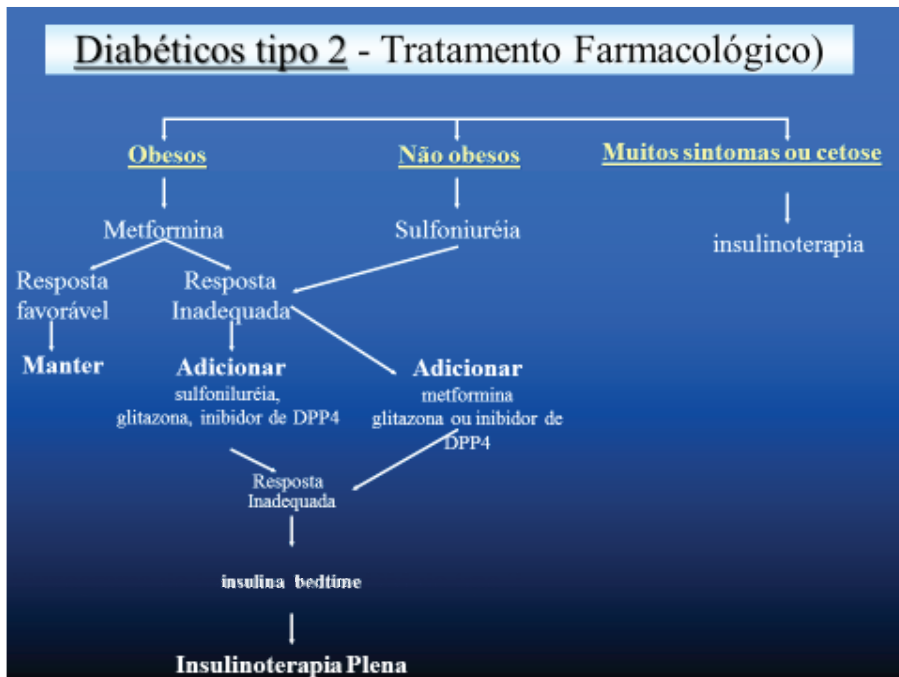 Diabéticos tipo 2 - Tratamento Farmacológico)
Obesos
Não obesos
Muitos sintomas ou cetose
Metformina
Sulfoniuréia
insulinoterapia
Resposta
favorável
Resposta
Inadequada
Manter
Adicionar
sulfoniluréia,
glitazona, inibidor de DPP4
Adicionar
metformina
glitazona ou inibidor de
DPP4
Resposta
Inadequada
insulina bedtime
Insulinoterapia Plena